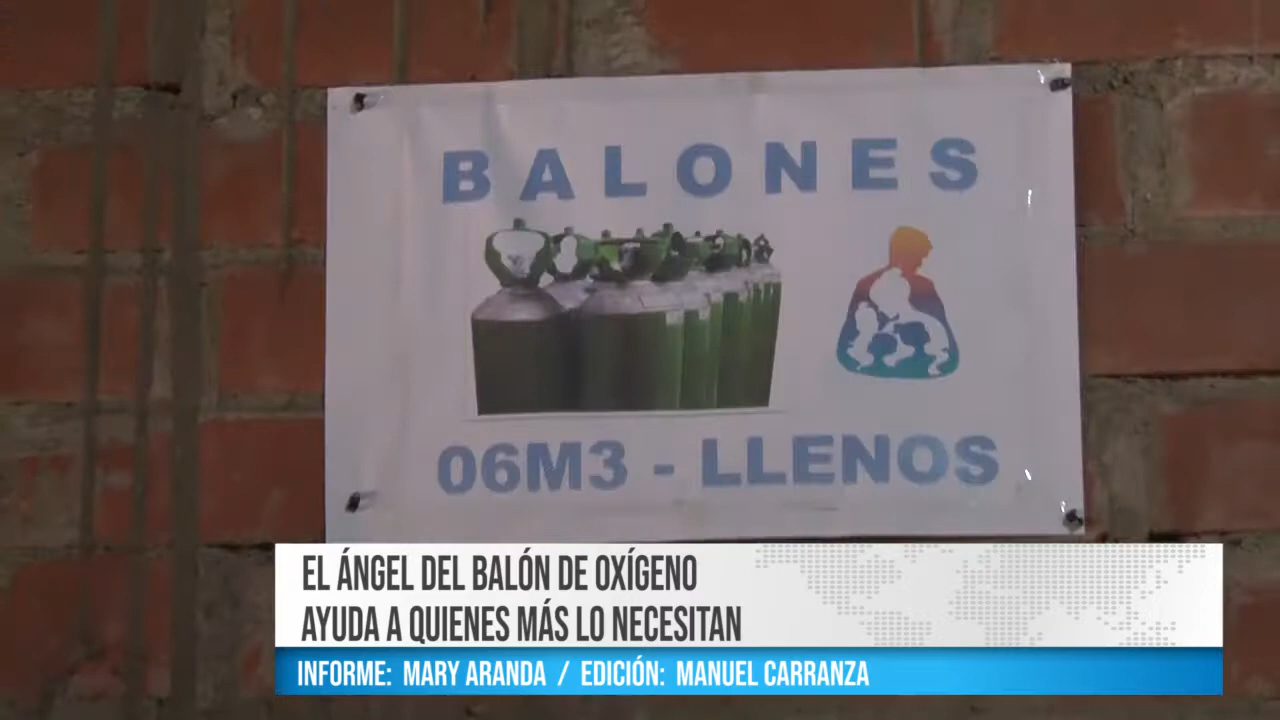 BALONES
06M3 - LLENOS
EL ÁNGEL DEL BALÓN DE OXÍGENO
AYUDA A QUIENES MÁS LO NECESITAN
INFORME: MARY ARANDA / EDICIÓN: MANUEL CARRANZA